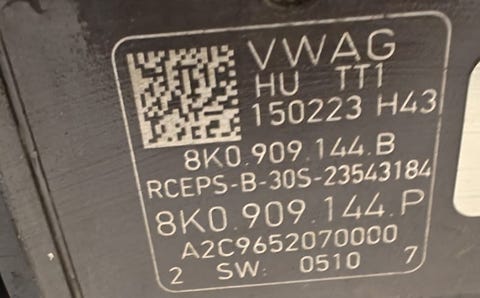 VWAG
HU TT1
150223 H43
8K0.909.144.B
RCEPS-B-30S-23543184
8K0.909.144.P
A2C9652070000
2 SW: 0510 7